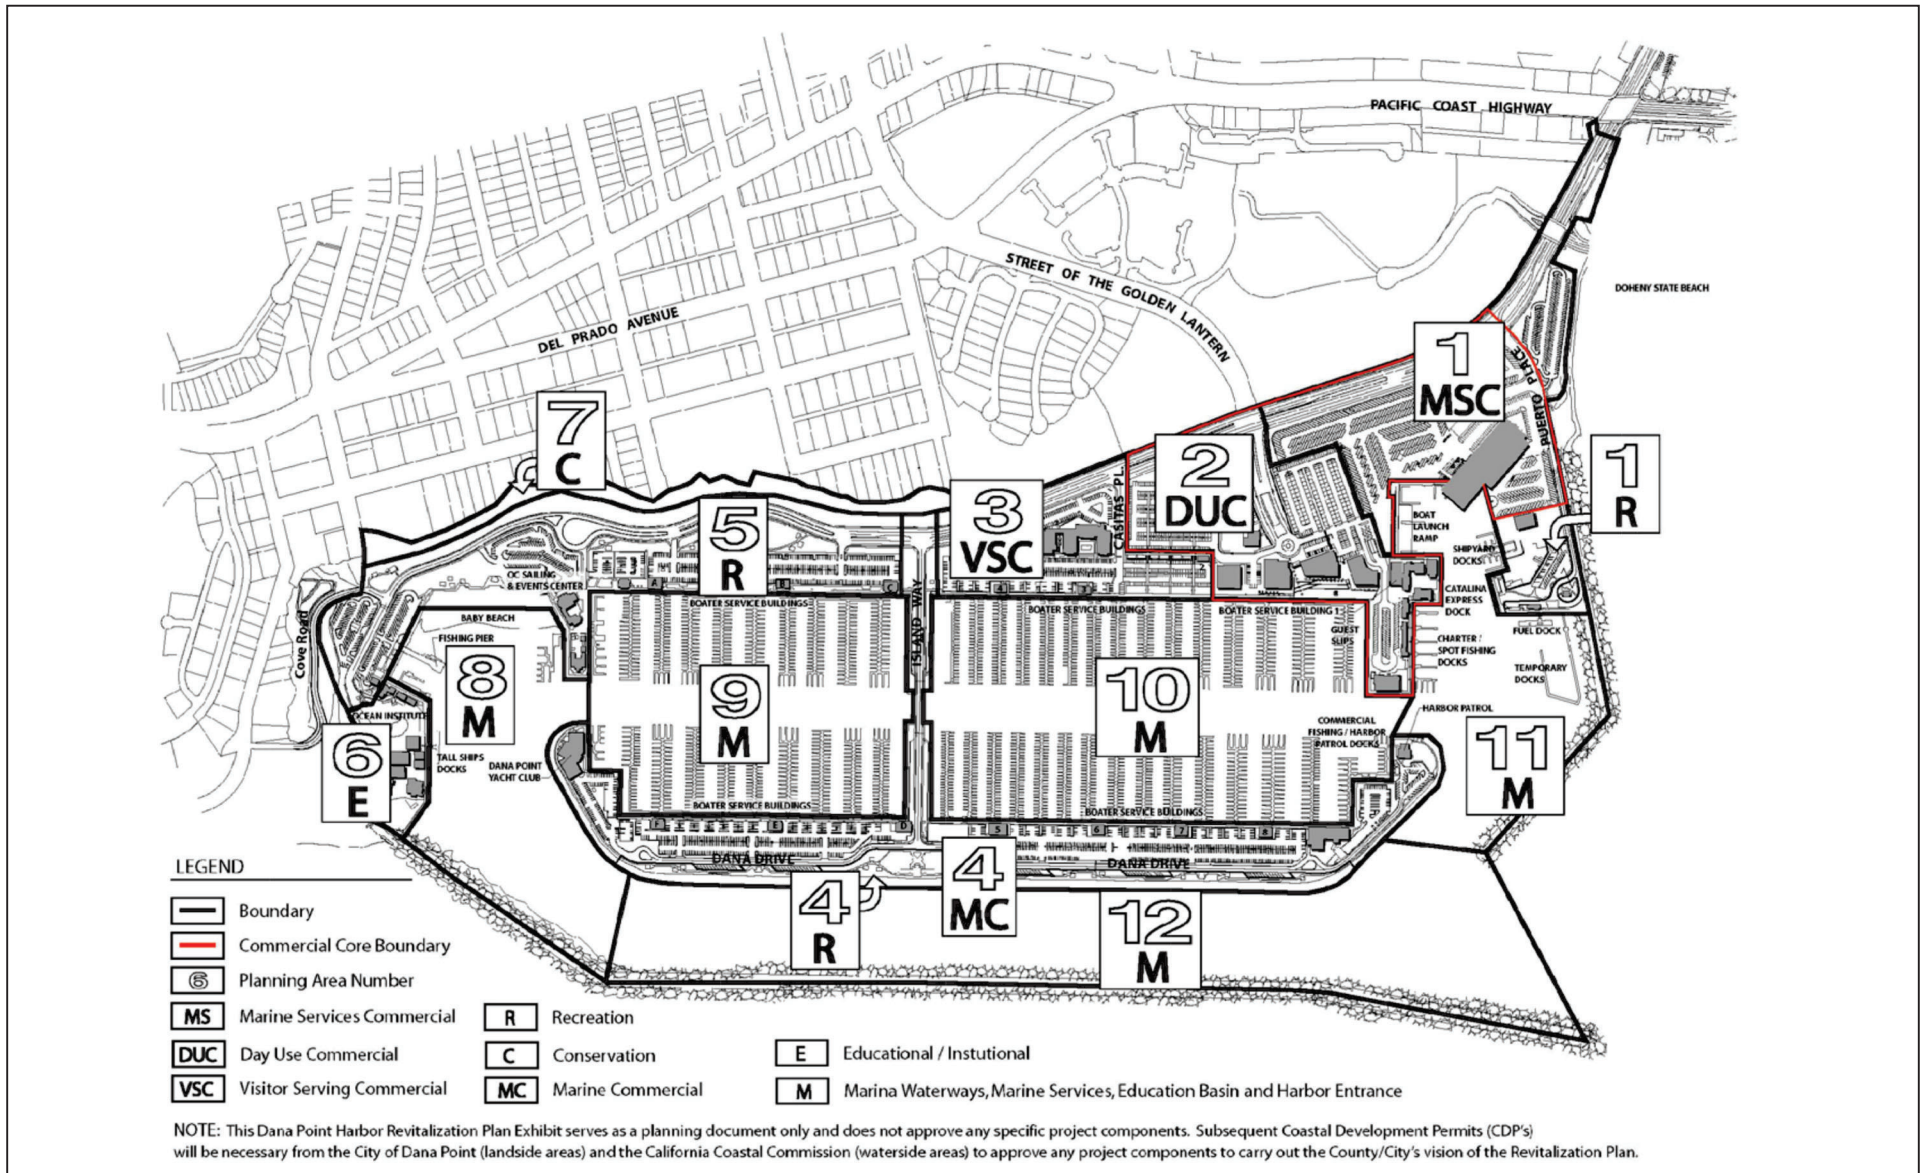 PACIFIC COAST HIGHWAY
DOHENY STATE BEACH
STREET OF THE GOLDEN LANTERN
DEL PRADO AVENUE
1
MSC
PUERTO PLACE
PUERTO
7
C
2
DUC
CASITAS PL.
1
R
3
VSC
5
R
BOAT
LAUNCH
RAMP
SHIPYARD
DOCKS
OC SAILING
& EVENTS CENTER
A
B
C
4
3
2
BOATER SERVICE BUILDINGS
BOATER SERVICE BUILDINGS
BOATER SERVICE BUILDING 1
CATALINA
EXPRESS
DOCK
ISLAND WAY
Cove Road
BABY BEACH
FISHING PIER
GUEST
SLIPS
FUEL DOCK
CHARTER /
SPOT FISHING
DOCKS
TEMPORARY
DOCKS
8
M
9
M
10
M
HARBOR PATROL
OCEAN INSTITUTE
COMMERCIAL
FISHING / HARBOR
PATROL DOCKS
11
M
6
E
TALL SHIPS
DOCKS
DANA POINT
YACHT CLUB
BOATER SERVICE BUILDINGS
BOATER SERVICE BUILDINGS
F
E
D
5
6
7
8
DANA DRIVE
DANA DRIVE
4
R
4
MC
12
M
LEGEND
Boundary
Commercial Core Boundary
6 Planning Area Number
MS Marine Services Commercial
DUC Day Use Commercial
VSC Visitor Serving Commercial
R Recreation
C Conservation
MC Marine Commercial
E Educational / Instutional
M Marina Waterways, Marine Services, Education Basin and Harbor Entrance
NOTE: This Dana Point Harbor Revitalization Plan Exhibit serves as a planning document only and does not approve any specific project components. Subsequent Coastal Development Permits (CDP's)
will be necessary from the City of Dana Point (landside areas) and the California Coastal Commission (waterside areas) to approve any project components to carry out the County/City's vision of the Revitalization Plan.